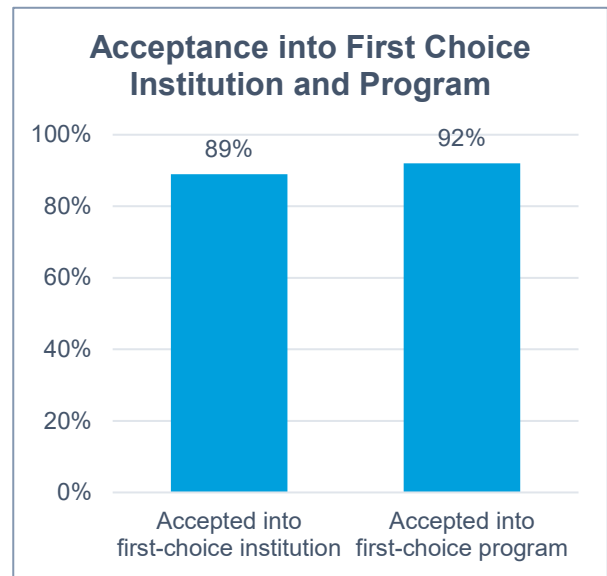 Acceptance into First Choice
Institution and Program
100%
89%
92%
80%
60%
40%
20%
0%
Accepted into
first-choice institution
Accepted into
first-choice program